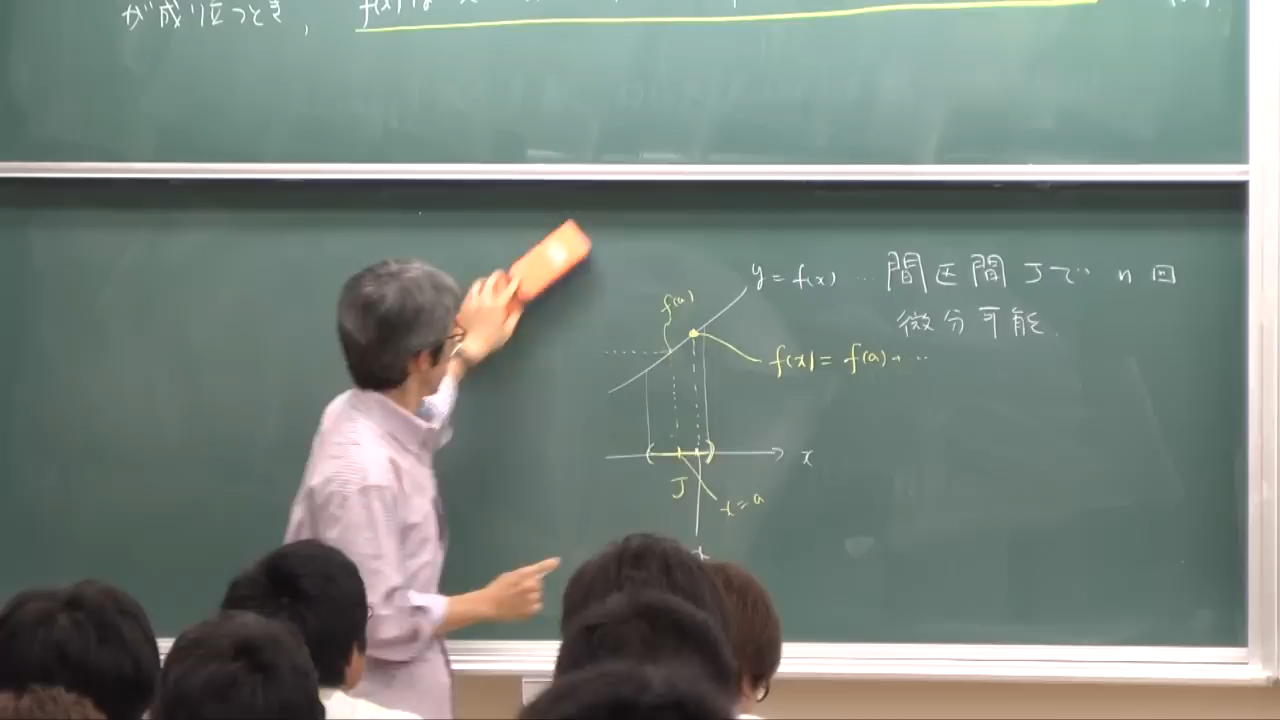 が成り立つとき,
y = f(x) … 開区間 J で n 回
微分可能.
f(a)
f(x) = f(a) + …
x
J
x = a
x